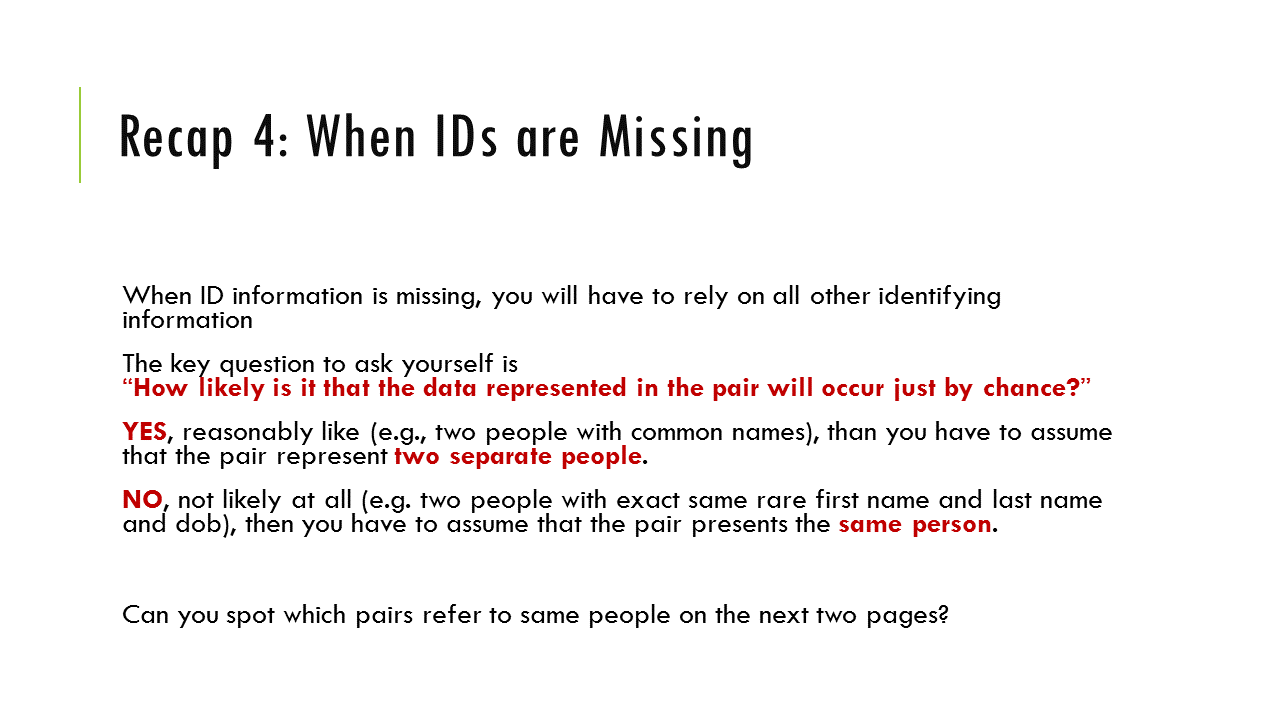 Recap 4: When IDs are Missing
When ID information is missing, you will have to rely on all other identifying
information
The key question to ask yourself is
“How likely is it that the data represented in the pair will occur just by chance?”
YES, reasonably like (e.g., two people with common names), than you have to assume
that the pair represent two separate people.
NO, not likely at all (e.g. two people with exact same rare first name and last name
and dob), then you have to assume that the pair presents the same person.
Can you spot which pairs refer to same people on the next two pages?